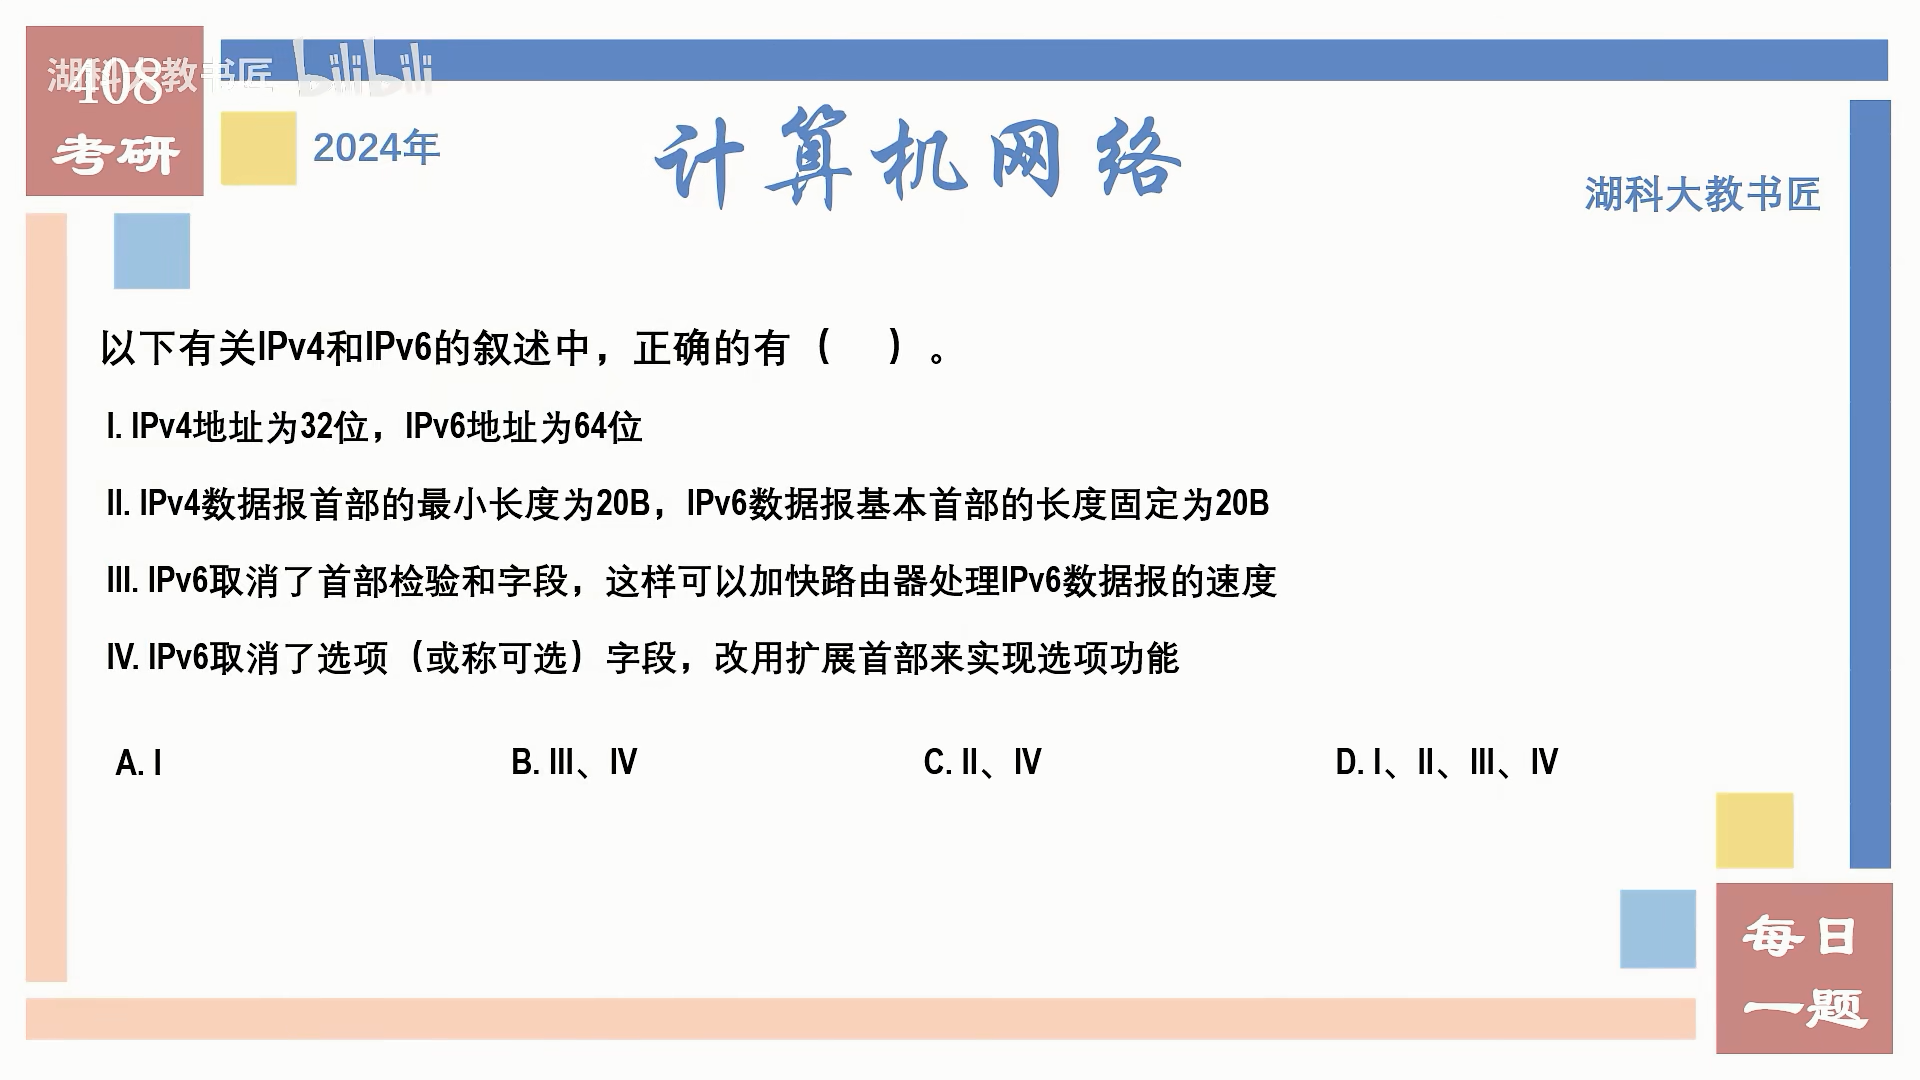 湖科大教书匠 bilibili
408
考研
2024年
计算机网络
湖科大教书匠
以下有关IPv4和IPv6的叙述中，正确的有（ ）。
I. IPv4地址为32位，IPv6地址为64位
II. IPv4数据报首部的最小长度为20B，IPv6数据报基本首部的长度固定为20B
III. IPv6取消了首部检验和字段，这样可以加快路由器处理IPv6数据报的速度
IV. IPv6取消了选项（或称可选）字段，改用扩展首部来实现选项功能
A. I B. III、IV C. II、IV D. I、II、III、IV
每日
一题